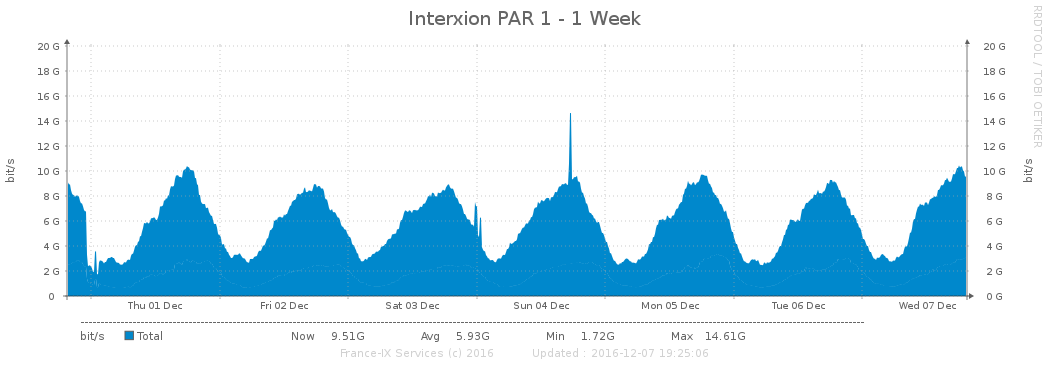 Interxion PAR 1 - 1 Week
RRDTOOL / TOBI OETIKER
bit/s
bit/s
20 G 20 G
18 G 18 G
16 G 16 G
14 G 14 G
12 G 12 G
10 G 10 G
8 G 8 G
6 G 6 G
4 G 4 G
2 G 2 G
0 0 G
Thu 01 Dec Fri 02 Dec Sat 03 Dec Sun 04 Dec Mon 05 Dec Tue 06 Dec Wed 07 Dec
bit/s Total Now 9.51G Avg 5.93G Min 1.72G Max 14.61G
France-IX Services (c) 2016 Updated : 2016-12-07 19:25:06